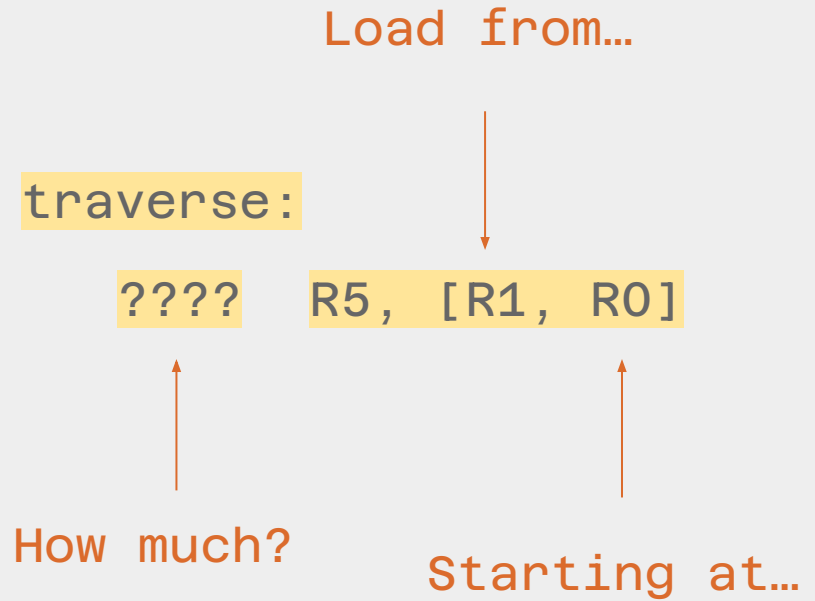 Load from…
traverse:
???? R5, [R1, R0]
How much?
Starting at…